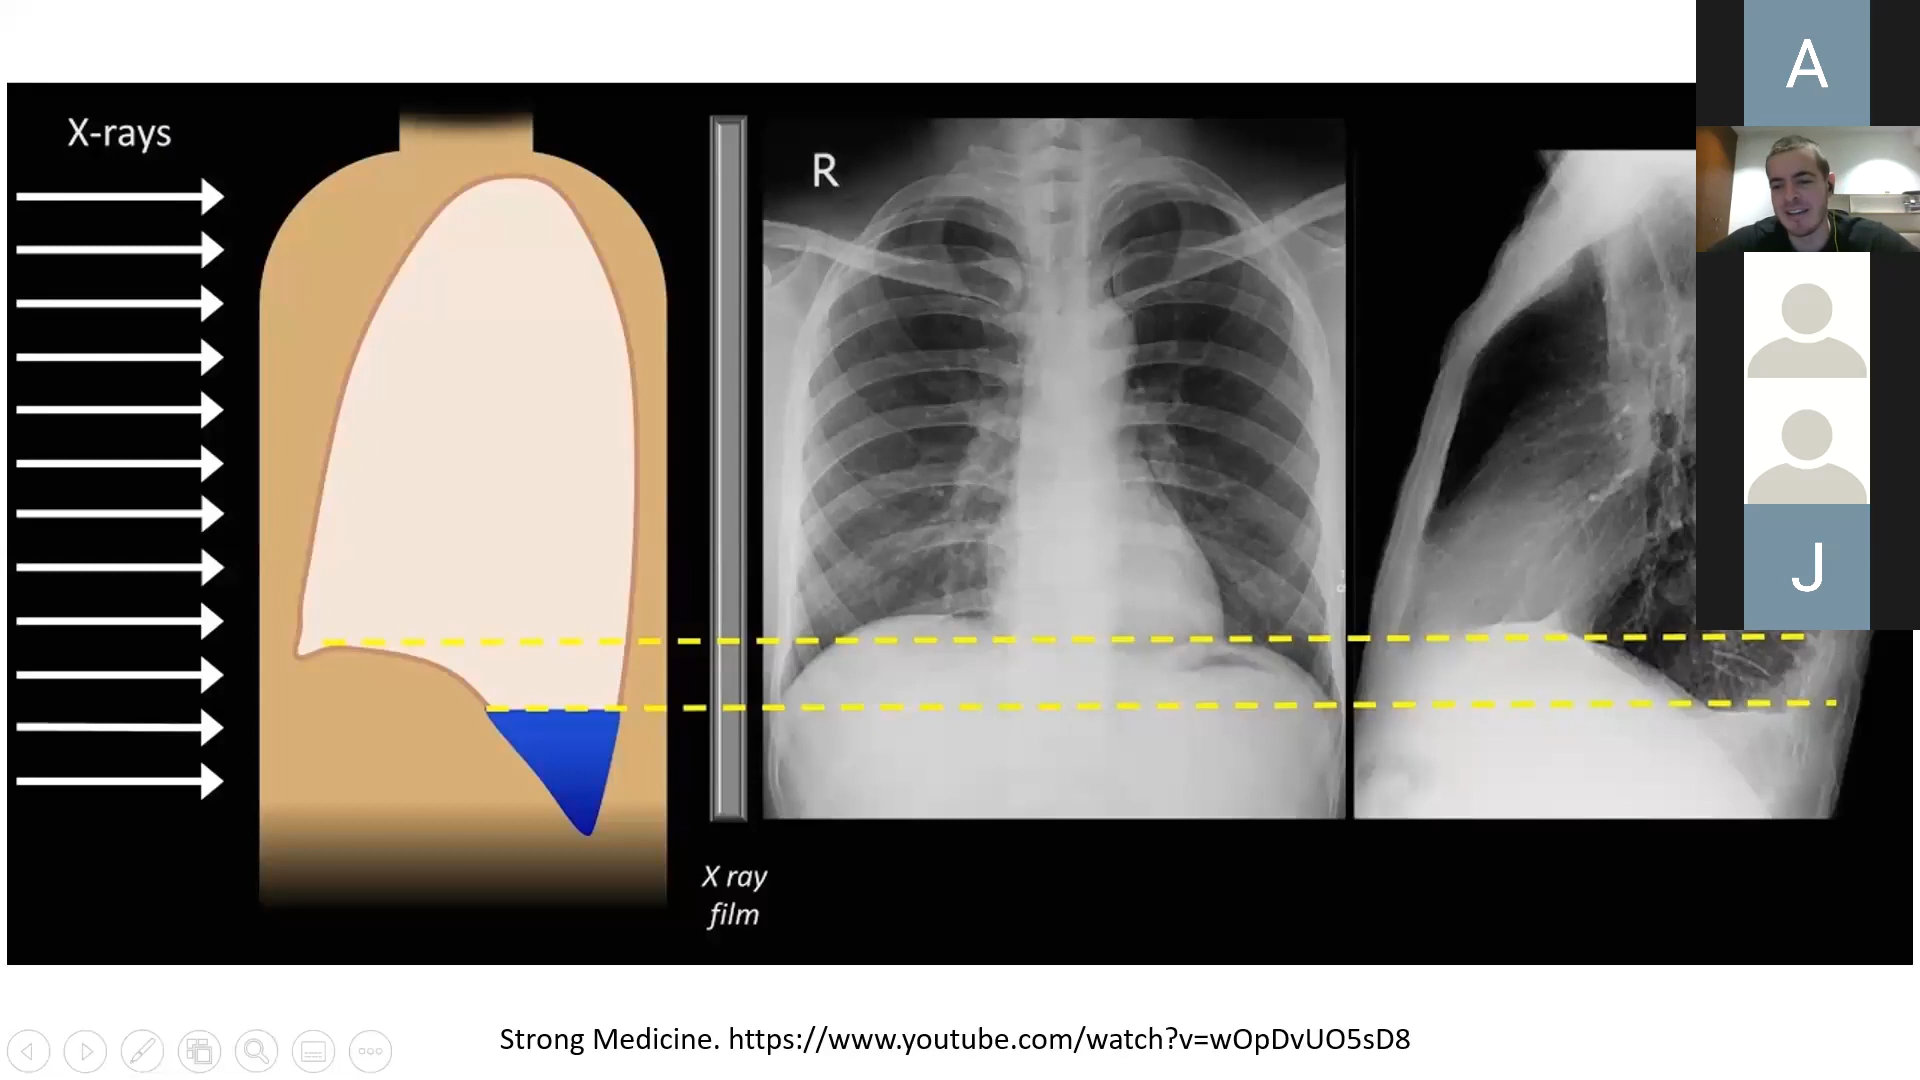 X-rays
R
X ray
film
A
J
Strong Medicine. https://www.youtube.com/watch?v=wOpDvUO5sD8